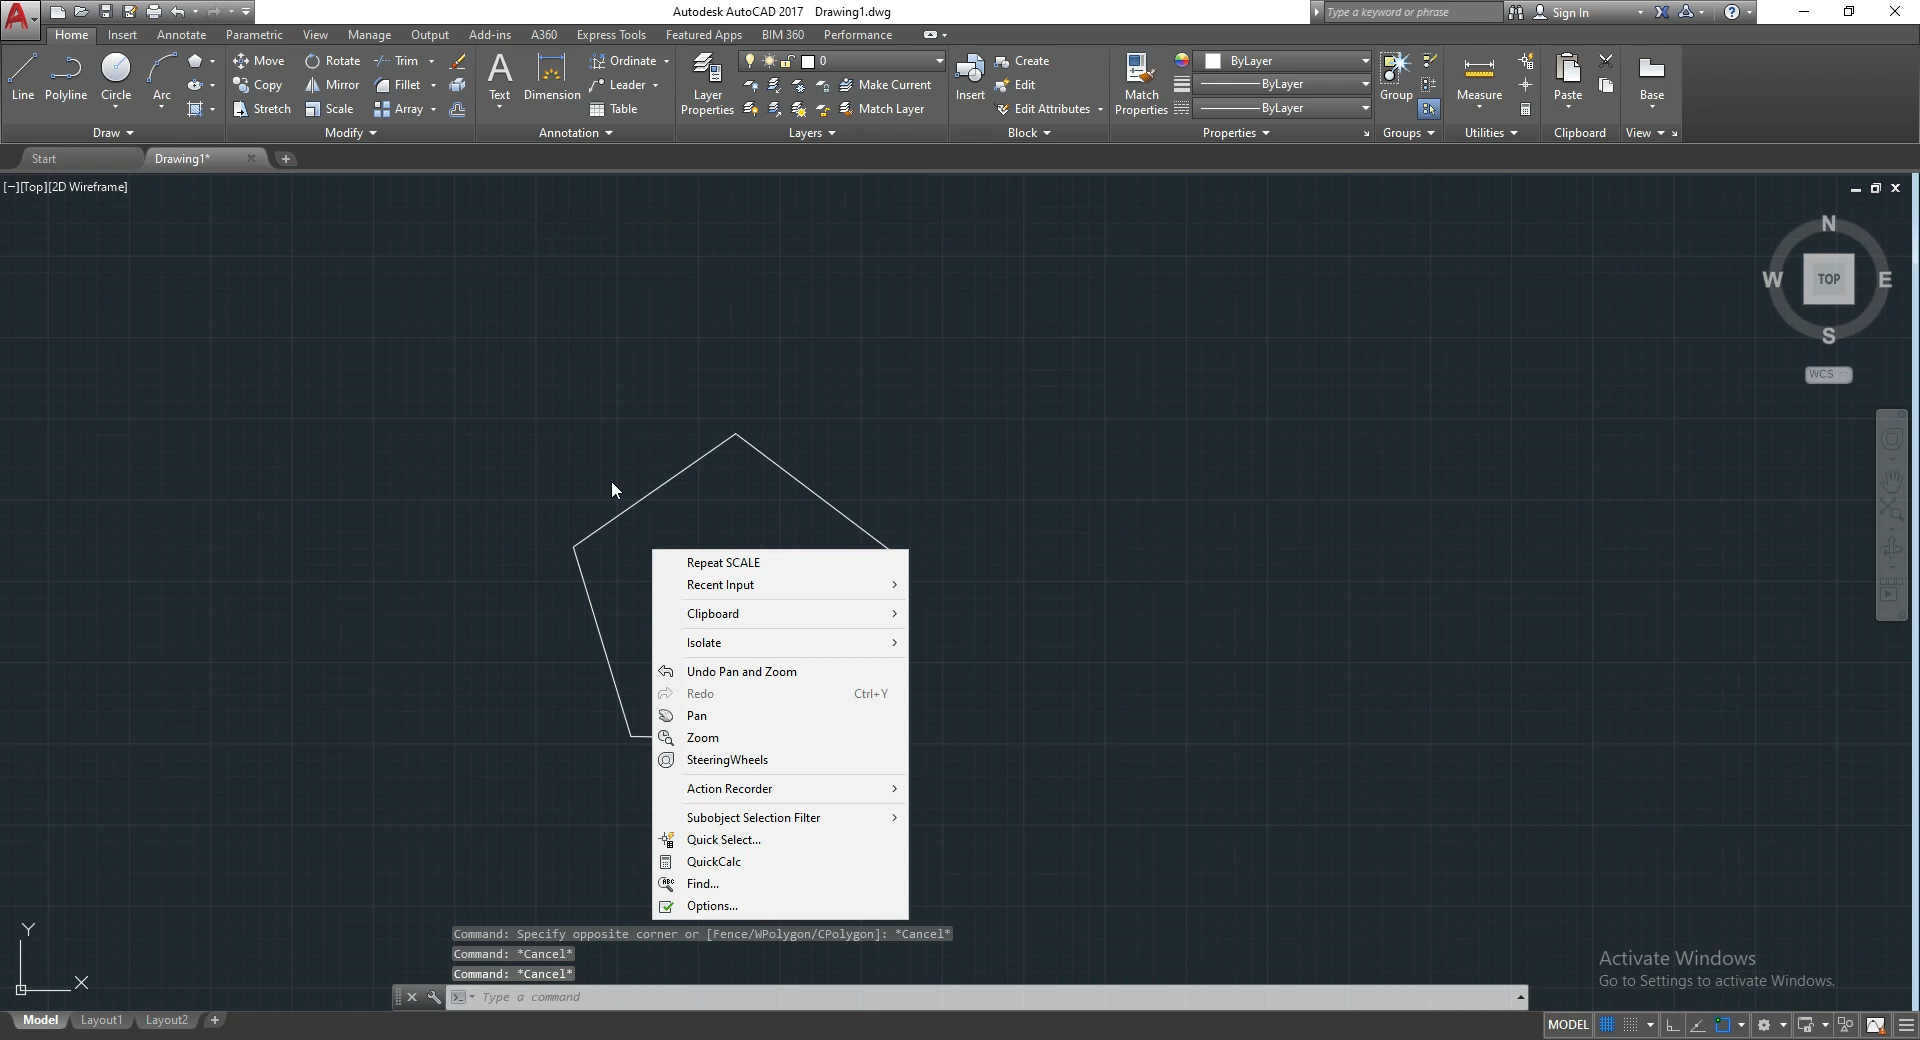 Autodesk AutoCAD 2017 Drawing1.dwg
Type a keyword or phrase
Sign In
Home Insert Annotate Parametric View Manage Output Add-ins A360 Express Tools Featured Apps BIM 360 Performance
Move Rotate Trim Ordinate 0 Create ByLayer
Line Polyline Circle Arc Copy Mirror Fillet Text Dimension Leader Layer Properties Make Current Insert Edit Match Properties ByLayer Group Measure Paste Base
Stretch Scale Array Table Match Layer Edit Attributes ByLayer
Draw Modify Annotation Layers Block Properties Groups Utilities Clipboard View
Start Drawing1*
[−][Top][2D Wireframe]
N
W TOP E
S
WCS
Repeat SCALE
Recent Input
Clipboard
Isolate
Undo Pan and Zoom
Redo Ctrl+Y
Pan
Zoom
SteeringWheels
Action Recorder
Subobject Selection Filter
Quick Select...
QuickCalc
ABC Find...
Options...
Command: Specify opposite corner or [Fence/WPolygon/CPolygon]: *Cancel*
Command: *Cancel*
Command: *Cancel*
Type a command
Activate Windows
Go to Settings to activate Windows.
Y
X
Model Layout1 Layout2
MODEL